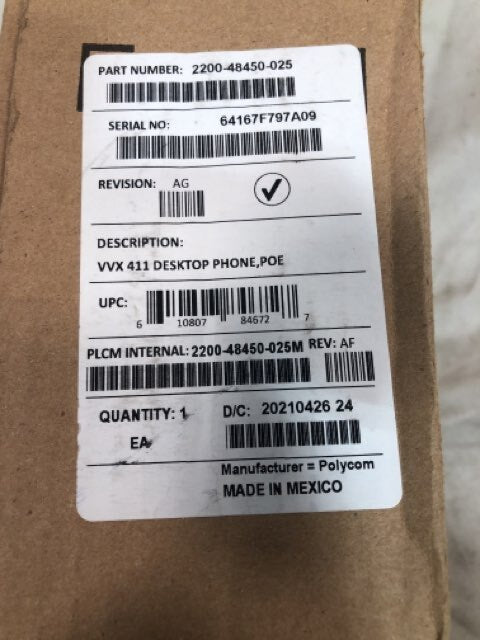 PART NUMBER: 2200-48450-025
SERIAL NO: 64167F797A09
REVISION: AG
DESCRIPTION:
VVX 411 DESKTOP PHONE,POE
UPC:
6 10807 84672 7
PLCM INTERNAL: 2200-48450-025M REV: AF
QUANTITY: 1 D/C: 20210426 24
EA
Manufacturer = Polycom
MADE IN MEXICO